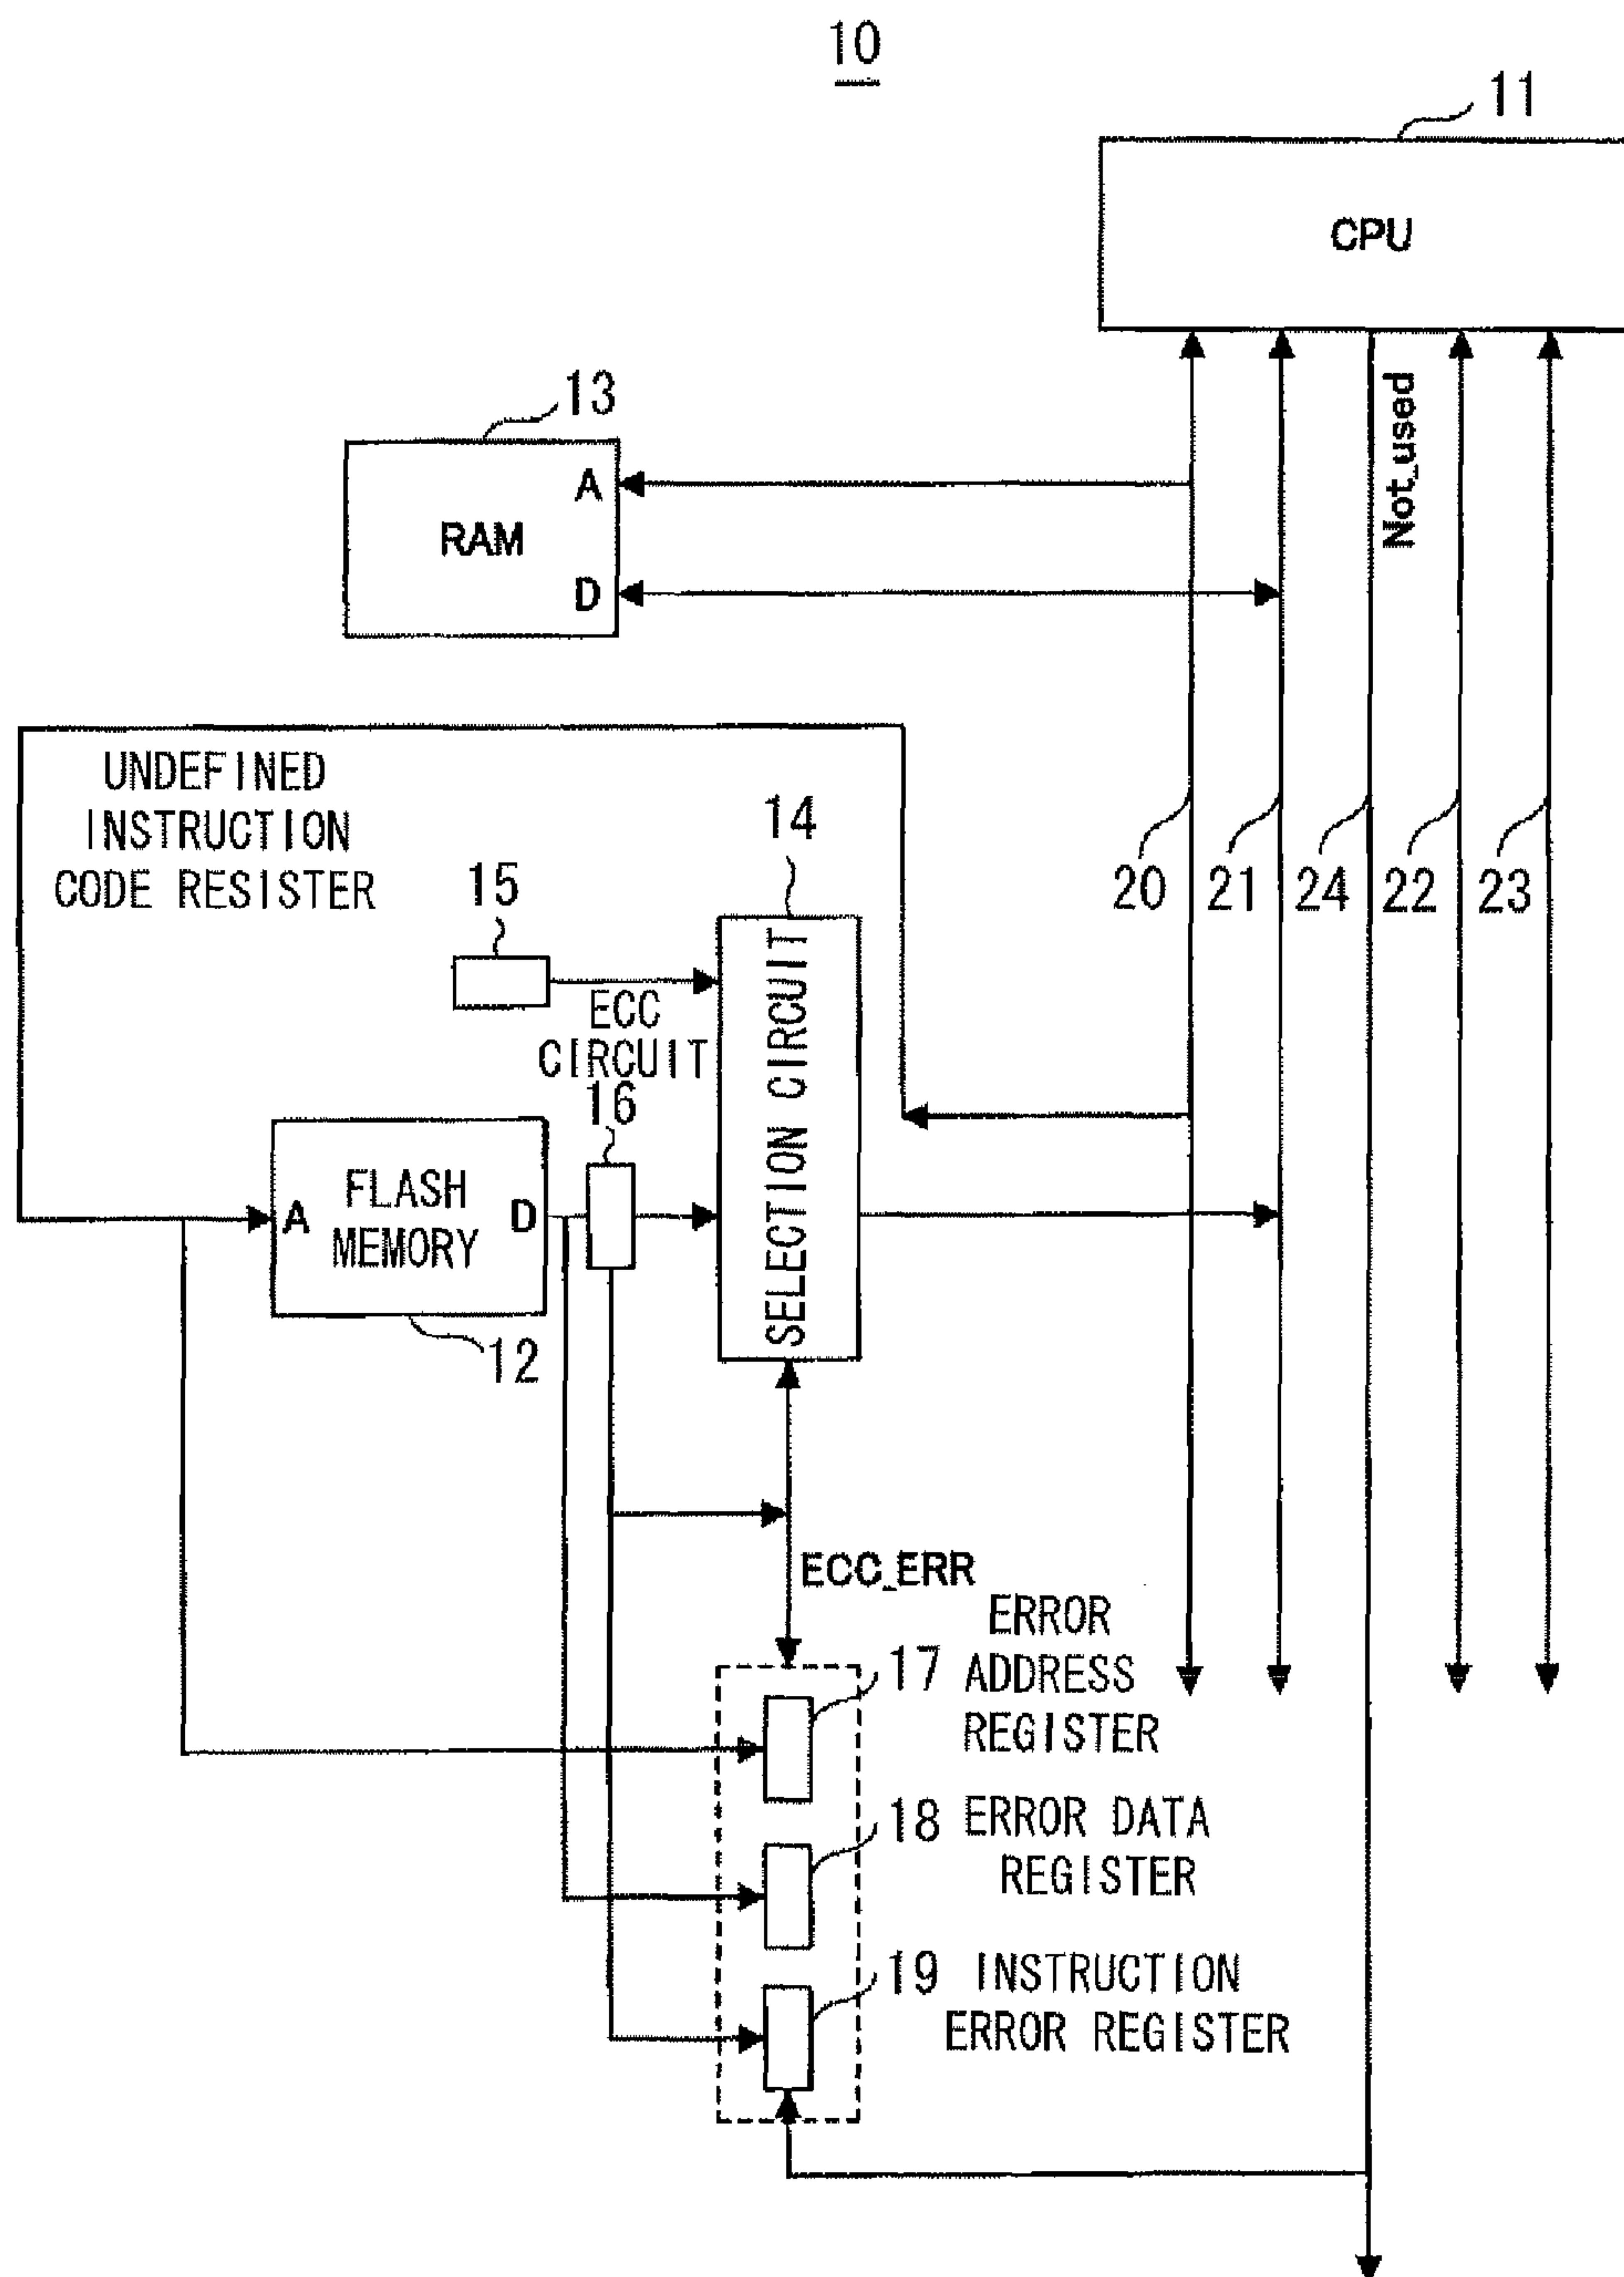 10
11
CPU
Not_used
13
A
RAM
D
UNDEFINED
INSTRUCTION
CODE RESISTER
14
15
20
21
24
22
23
ECC
CIRCUIT
16
SELECTION CIRCUIT
A
FLASH
MEMORY
D
12
ECC_ERR
17
ERROR
ADDRESS
REGISTER
18
ERROR DATA
REGISTER
19
INSTRUCTION
ERROR REGISTER